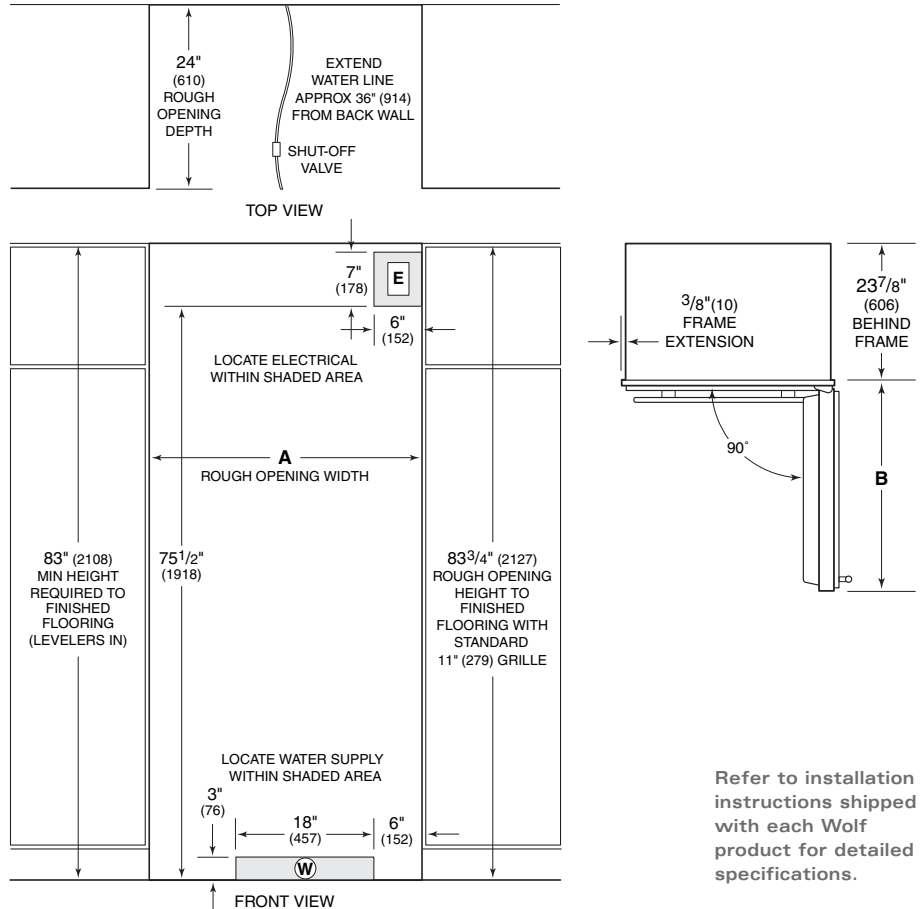 24"
(610)
ROUGH
OPENING
DEPTH
EXTEND
WATER LINE
APPROX 36" (914)
FROM BACK WALL
SHUT-OFF
VALVE
TOP VIEW
7"
(178)
E
6"
(152)
LOCATE ELECTRICAL
WITHIN SHADED AREA
A
ROUGH OPENING WIDTH
83" (2108)
MIN HEIGHT
REQUIRED TO
FINISHED
FLOORING
(LEVELERS IN)
75 1/2"
(1918)
83 3/4" (2127)
ROUGH OPENING
HEIGHT TO
FINISHED
FLOORING WITH
STANDARD
11" (279) GRILLE
LOCATE WATER SUPPLY
WITHIN SHADED AREA
3"
(76)
18"
(457)
6"
(152)
W
FRONT VIEW
3/8"(10)
FRAME
EXTENSION
23 7/8"
(606)
BEHIND
FRAME
90°
B
Refer to installation
instructions shipped
with each Wolf
product for detailed
specifications.